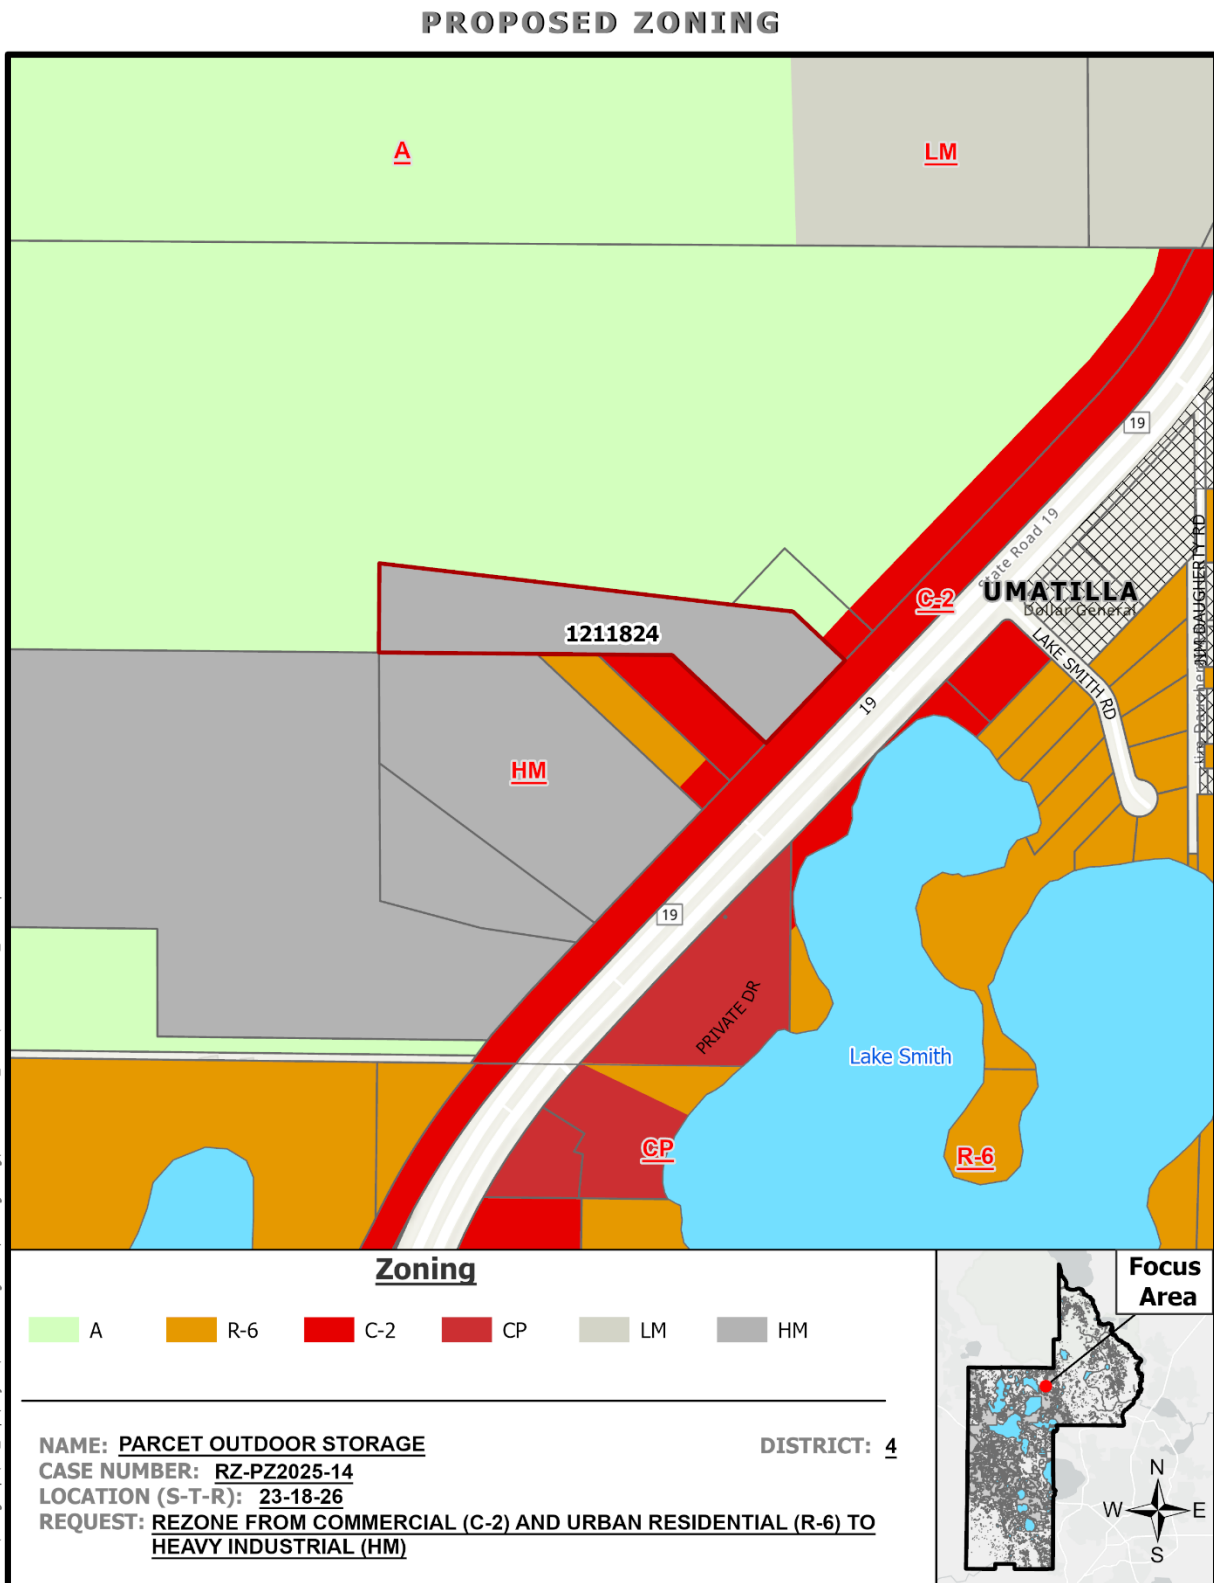 PROPOSED ZONING
A
LM
19
State Road 19
C-2
UMATILLA
Dollar General
JIM DAUGHERTY RD
LAKE SMITH RD
1211824
19
HM
19
PRIVATE DR
Lake Smith
CP
R-6
Zoning
A
R-6
C-2
CP
LM
HM
Focus
Area
NAME: PARCET OUTDOOR STORAGE
DISTRICT: 4
CASE NUMBER: RZ-PZ2025-14
LOCATION (S-T-R): 23-18-26
REQUEST: REZONE FROM COMMERCIAL (C-2) AND URBAN RESIDENTIAL (R-6) TO
HEAVY INDUSTRIAL (HM)
N
W
E
S